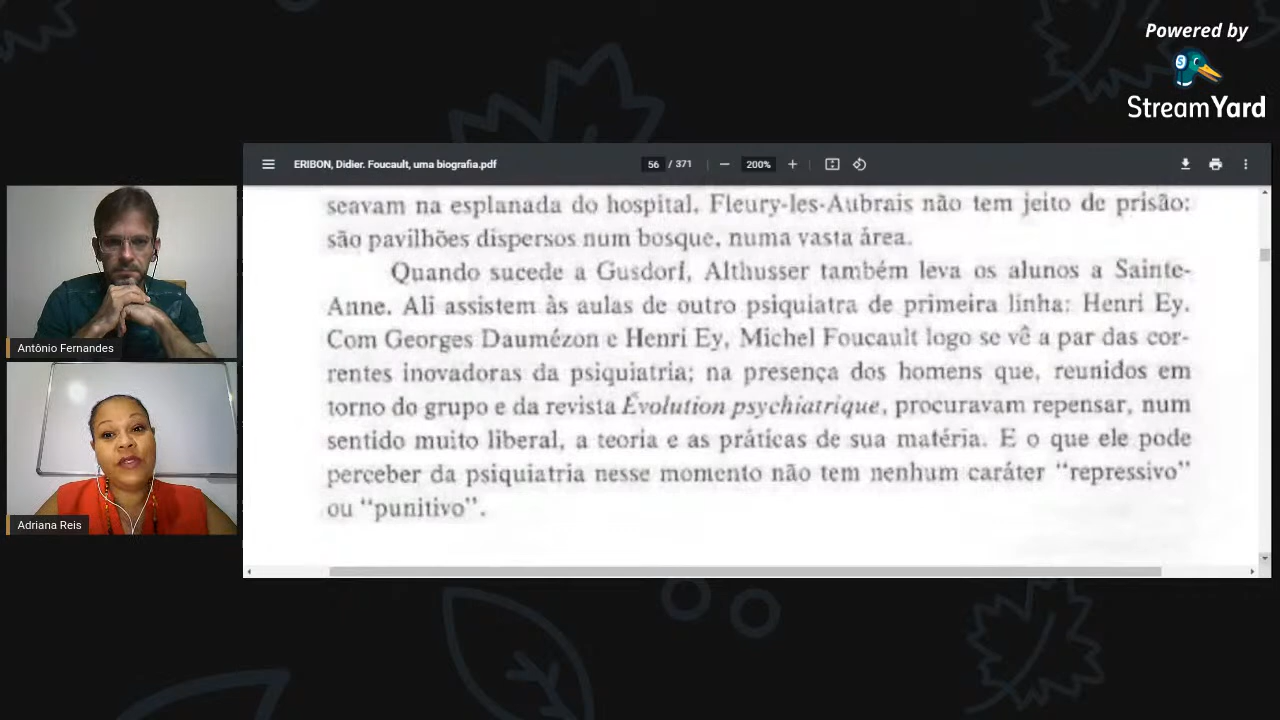 Powered by
StreamYard
ERIBON, Didier. Foucault, uma biografia.pdf
56 / 371
200%
seavam na esplanada do hospital. Fleury-les-Aubrais não tem jeito de prisão:
são pavilhões dispersos num bosque, numa vasta área.
Quando sucede a Gusdorf, Althusser também leva os alunos a Sainte-
Anne. Ali assistem às aulas de outro psiquiatra de primeira linha: Henri Ey.
Com Georges Daumézon e Henri Ey, Michel Foucault logo se vê a par das cor-
rentes inovadoras da psiquiatria; na presença dos homens que, reunidos em
torno do grupo e da revista Évolution psychiatrique, procuravam repensar, num
sentido muito liberal, a teoria e as práticas de sua matéria. E o que ele pode
perceber da psiquiatria nesse momento não tem nenhum caráter "repressivo"
ou "punitivo".
Antônio Fernandes
Adriana Reis